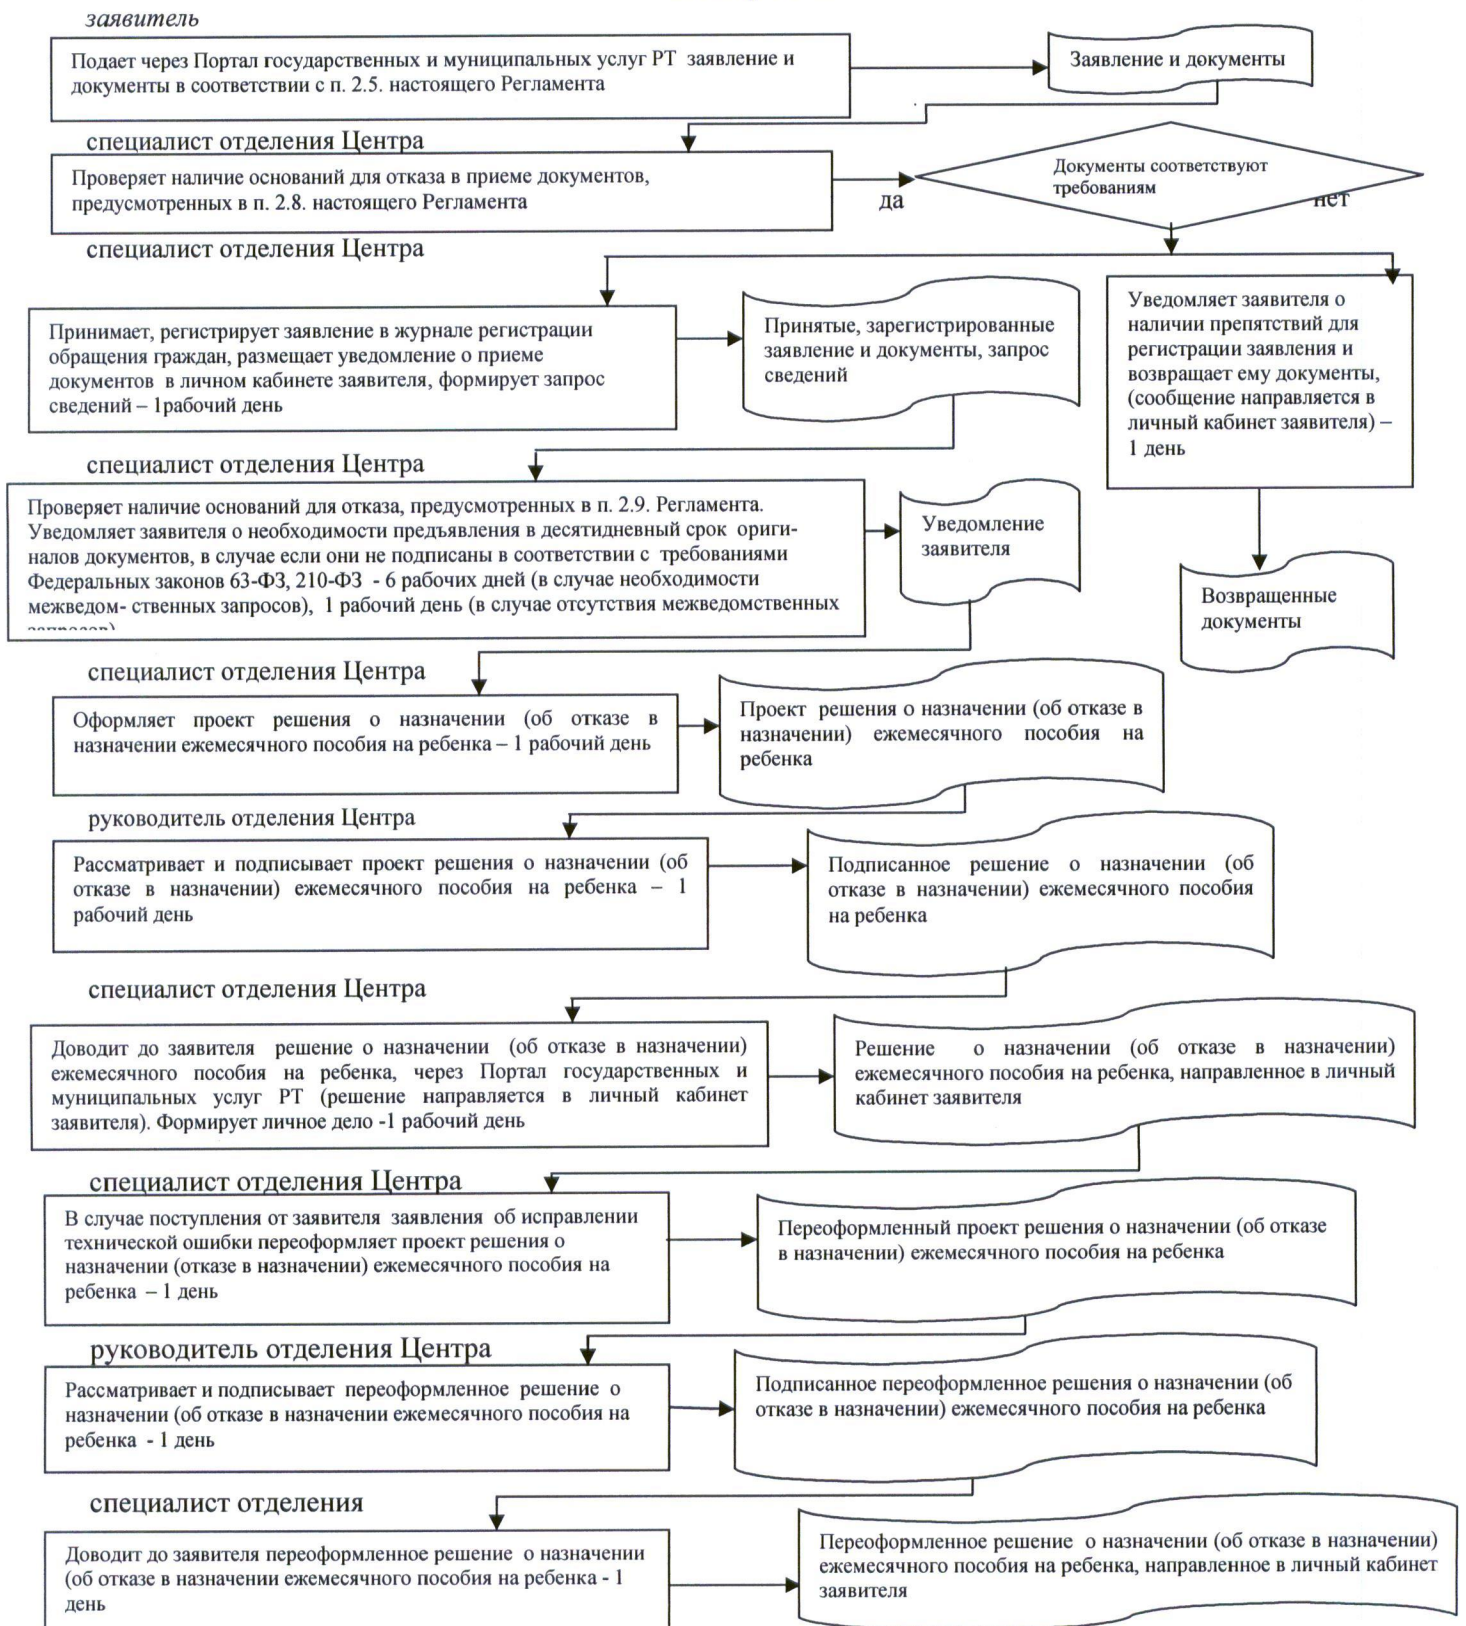 заявитель
Подает через Портал государственных и муниципальных услуг РТ заявление и
документы в соответствии с п. 2.5. настоящего Регламента
Заявление и документы
специалист отделения Центра
Проверяет наличие оснований для отказа в приеме документов,
предусмотренных в п. 2.8. настоящего Регламента
Документы соответствуют
требованиям
да
нет
специалист отделения Центра
Принимает, регистрирует заявление в журнале регистрации
обращения граждан, размещает уведомление о приеме
документов в личном кабинете заявителя, формирует запрос
сведений – 1рабочий день
Принятые, зарегистрированные
заявление и документы, запрос
сведений
Уведомляет заявителя о
наличии препятствий для
регистрации заявления и
возвращает ему документы,
(сообщение направляется в
личный кабинет заявителя) –
1 день
специалист отделения Центра
Проверяет наличие оснований для отказа, предусмотренных в п. 2.9. Регламента.
Уведомляет заявителя о необходимости предъявления в десятидневный срок ориги-
налов документов, в случае если они не подписаны в соответствии с требованиями
Федеральных законов 63-ФЗ, 210-ФЗ - 6 рабочих дней (в случае необходимости
межведом- ственных запросов), 1 рабочий день (в случае отсутствия межведомственных
запросов)
Уведомление
заявителя
Возвращенные
документы
специалист отделения Центра
Оформляет проект решения о назначении (об отказе в
назначении ежемесячного пособия на ребенка – 1 рабочий день
Проект решения о назначении (об отказе в
назначении) ежемесячного пособия на
ребенка
руководитель отделения Центра
Рассматривает и подписывает проект решения о назначении (об
отказе в назначении) ежемесячного пособия на ребенка – 1
рабочий день
Подписанное решение о назначении (об
отказе в назначении) ежемесячного пособия
на ребенка
специалист отделения Центра
Доводит до заявителя решение о назначении (об отказе в назначении)
ежемесячного пособия на ребенка, через Портал государственных и
муниципальных услуг РТ (решение направляется в личный кабинет
заявителя). Формирует личное дело -1 рабочий день
Решение о назначении (об отказе в назначении)
ежемесячного пособия на ребенка, направленное в личный
кабинет заявителя
специалист отделения Центра
В случае поступления от заявителя заявления об исправлении
технической ошибки переоформляет проект решения о
назначении (отказе в назначении) ежемесячного пособия на
ребенка – 1 день
Переоформленный проект решения о назначении (об отказе
в назначении) ежемесячного пособия на ребенка
руководитель отделения Центра
Рассматривает и подписывает переоформленное решение о
назначении (об отказе в назначении ежемесячного пособия на
ребенка - 1 день
Подписанное переоформленное решения о назначении (об
отказе в назначении) ежемесячного пособия на ребенка
специалист отделения
Доводит до заявителя переоформленное решение о назначении
(об отказе в назначении ежемесячного пособия на ребенка - 1
день
Переоформленное решение о назначении (об отказе в назначении)
ежемесячного пособия на ребенка, направленное в личный кабинет
заявителя